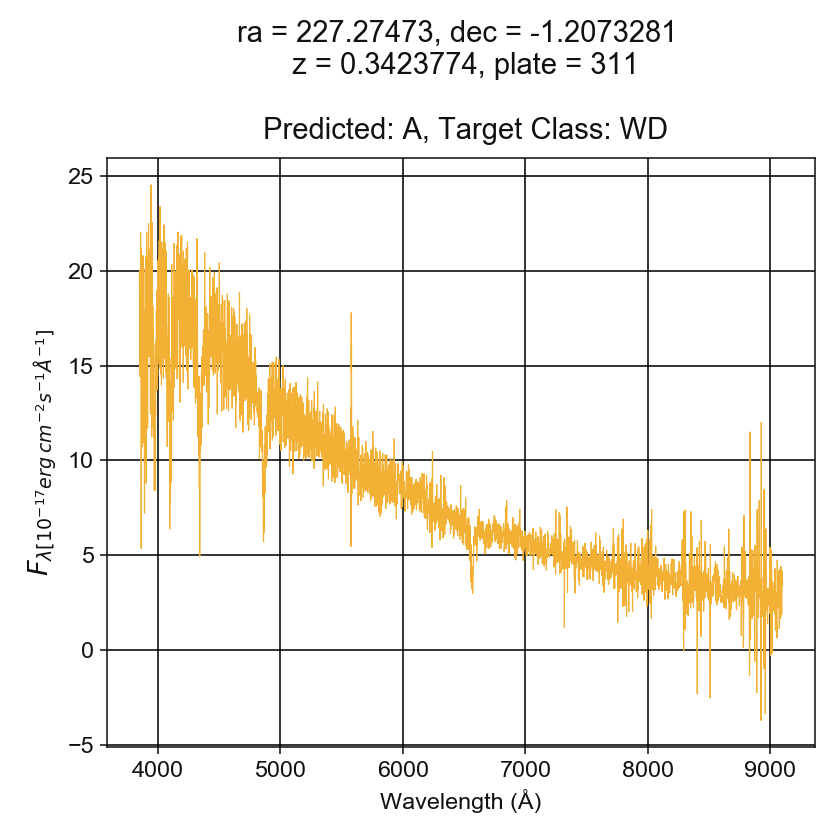 ra = 227.27473, dec = -1.2073281
z = 0.3423774, plate = 311
Predicted: A, Target Class: WD
25
20
15
10
5
0
−5
4000 5000 6000 7000 8000 9000
Wavelength (Å)
Fλ[10⁻¹⁷erg cm⁻²s⁻¹Å⁻¹]